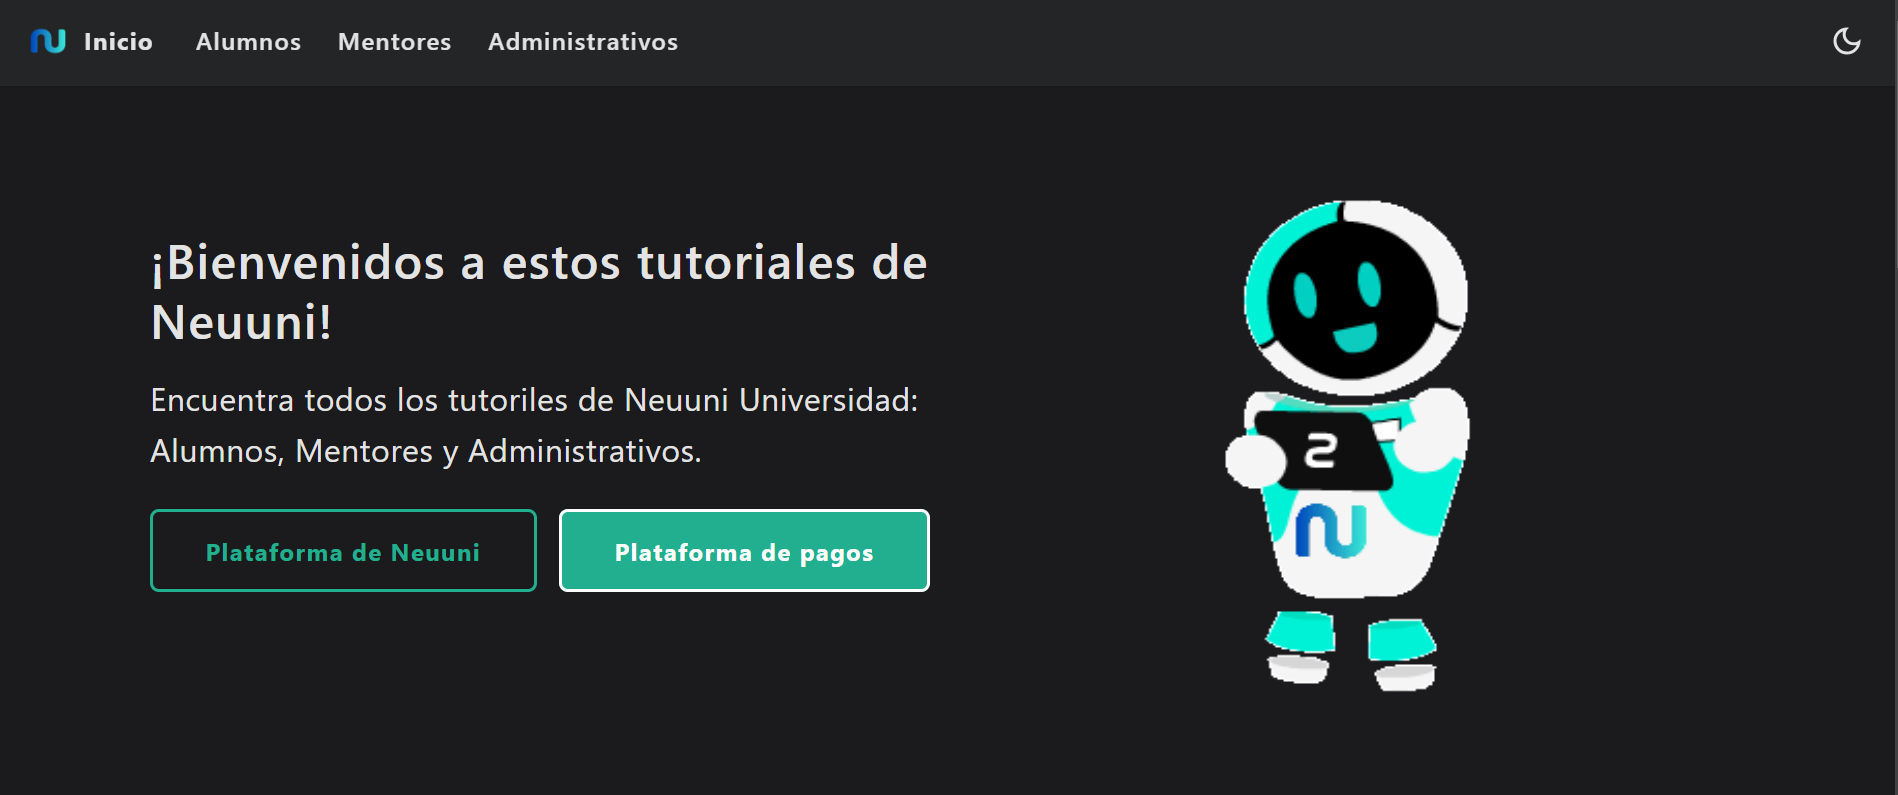 Inicio Alumnos Mentores Administrativos
¡Bienvenidos a estos tutoriales de
Neuuni!
Encuentra todos los tutoriles de Neuuni Universidad:
Alumnos, Mentores y Administrativos.
Plataforma de Neuuni Plataforma de pagos